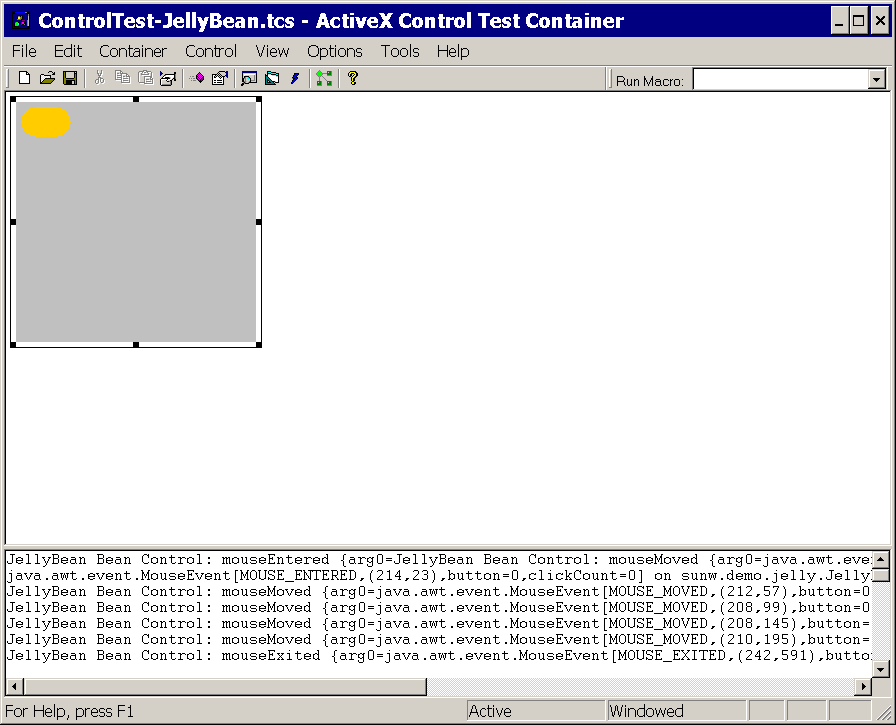 ControlTest-JellyBean.tcs - ActiveX Control Test Container
File Edit Container Control View Options Tools Help
Run Macro:
JellyBean Bean Control: mouseEntered {arg0=JellyBean Bean Control: mouseMoved {arg0=java.awt.eve
java.awt.event.MouseEvent[MOUSE_ENTERED,(214,23),button=0,clickCount=0] on sunw.demo.jelly.Jelly
JellyBean Bean Control: mouseMoved {arg0=java.awt.event.MouseEvent[MOUSE_MOVED,(212,57),button=0
JellyBean Bean Control: mouseMoved {arg0=java.awt.event.MouseEvent[MOUSE_MOVED,(208,99),button=0
JellyBean Bean Control: mouseMoved {arg0=java.awt.event.MouseEvent[MOUSE_MOVED,(208,145),button=
JellyBean Bean Control: mouseMoved {arg0=java.awt.event.MouseEvent[MOUSE_MOVED,(210,195),button=
JellyBean Bean Control: mouseExited {arg0=java.awt.event.MouseEvent[MOUSE_EXITED,(242,591),butto
For Help, press F1 Active Windowed